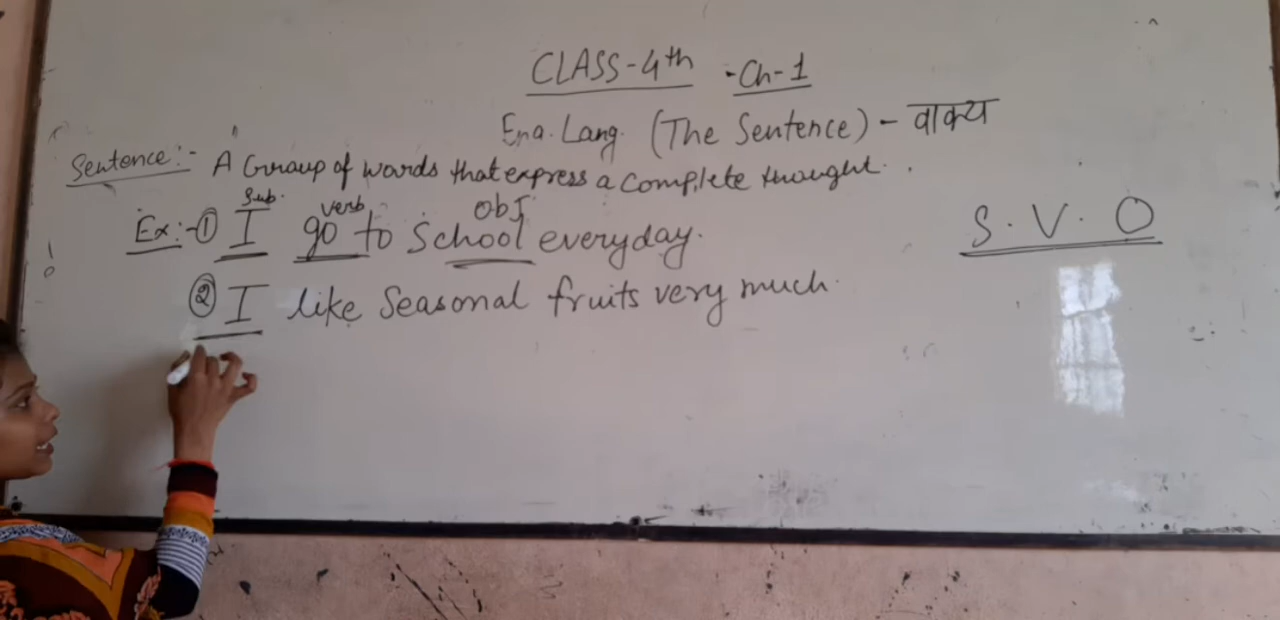 CLASS-4th - Ch-1
Eng. Lang. (The Sentence) - वाक्य
Sentence:- A Group of words that express a complete thought.
Sub. verb Obj.
Ex:-① I go to School everyday.
S. V. O
② I like Seasonal fruits very much.